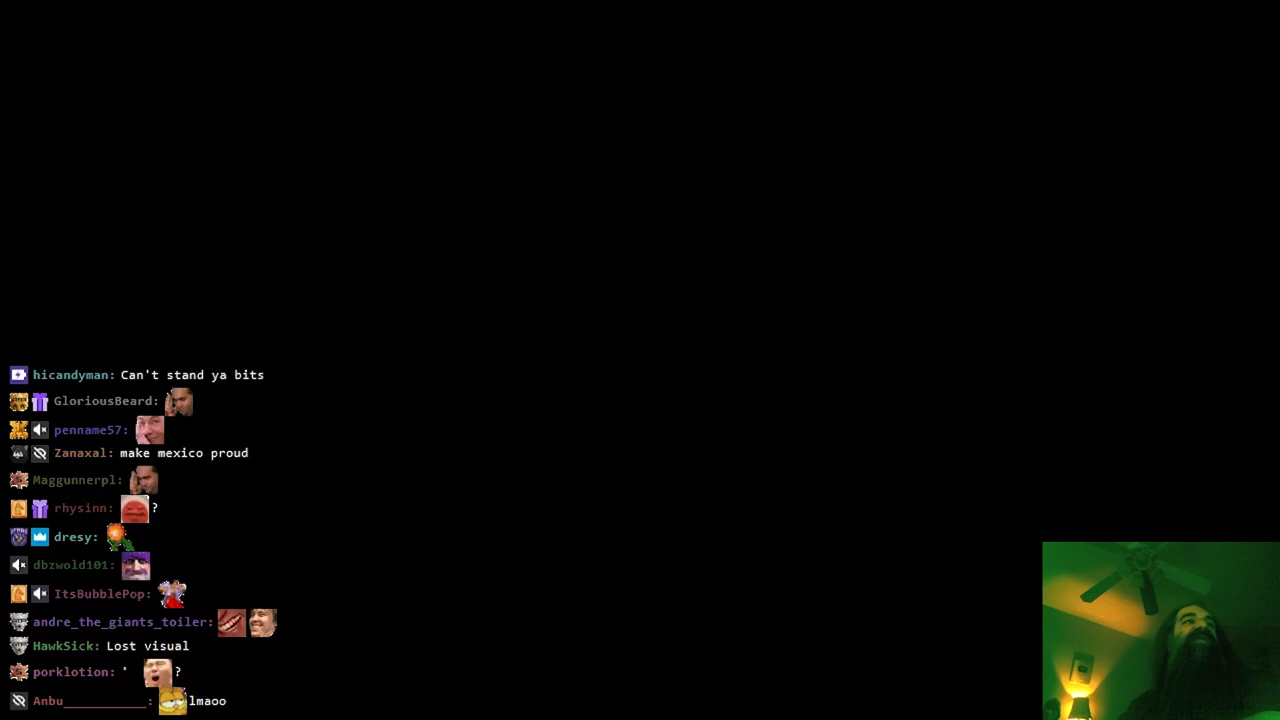 hicandyman: Can't stand ya bits
GloriousBeard:
penname57:
Zanaxal: make mexico proud
Maggunnerpl:
rhysinn: ?
dresy:
dbzwold101:
ItsBubblePop:
andre_the_giants_toiler:
HawkSick: Lost visual
porklotion: ' ?
Anbu___________: lmaoo